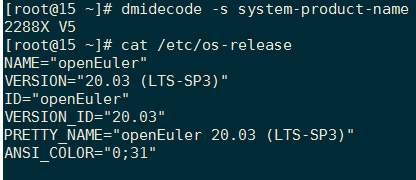 [root@15 ~]# dmidecode -s system-product-name
2288X V5
[root@15 ~]# cat /etc/os-release
NAME="openEuler"
VERSION="20.03 (LTS-SP3)"
ID="openEuler"
VERSION_ID="20.03"
PRETTY_NAME="openEuler 20.03 (LTS-SP3)"
ANSI_COLOR="0;31"